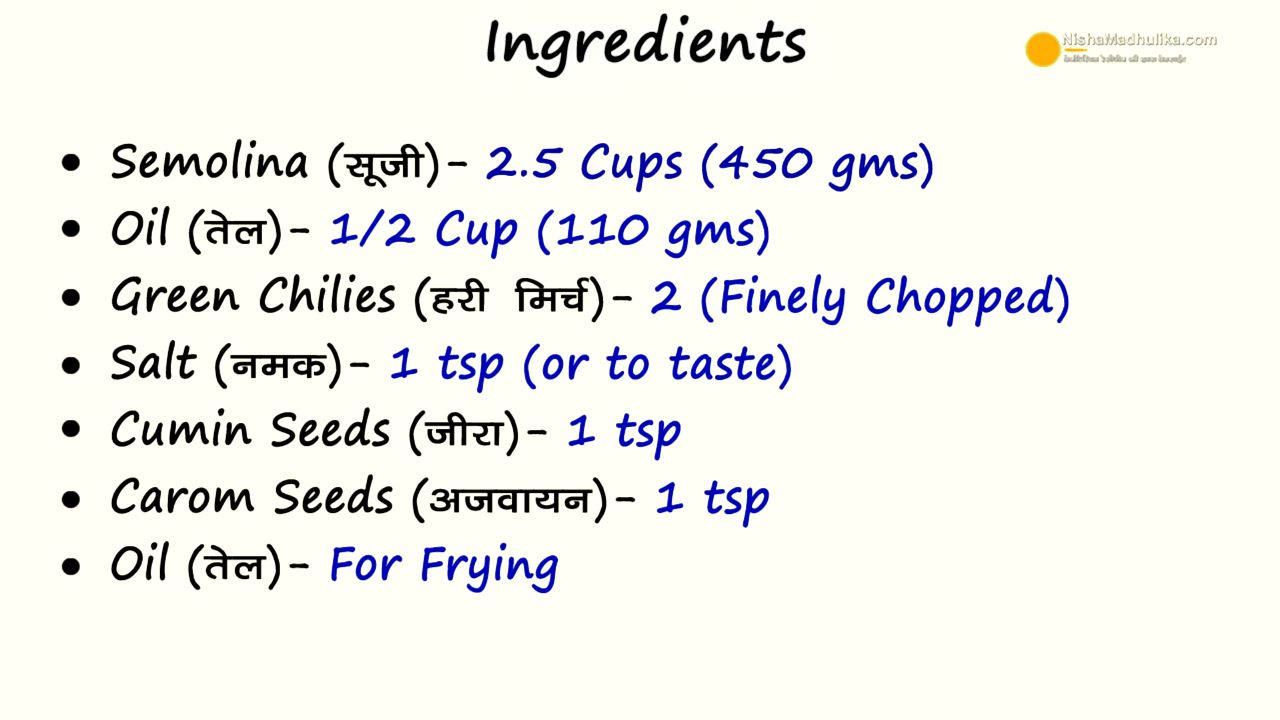 Ingredients
NishaMadhulika.com
• Semolina (सूजी)- 2.5 Cups (450 gms)
• Oil (तेल)- 1/2 Cup (110 gms)
• Green Chilies (हरी मिर्च)- 2 (Finely Chopped)
• Salt (नमक)- 1 tsp (or to taste)
• Cumin Seeds (जीरा)- 1 tsp
• Carom Seeds (अजवायन)- 1 tsp
• Oil (तेल)- For Frying